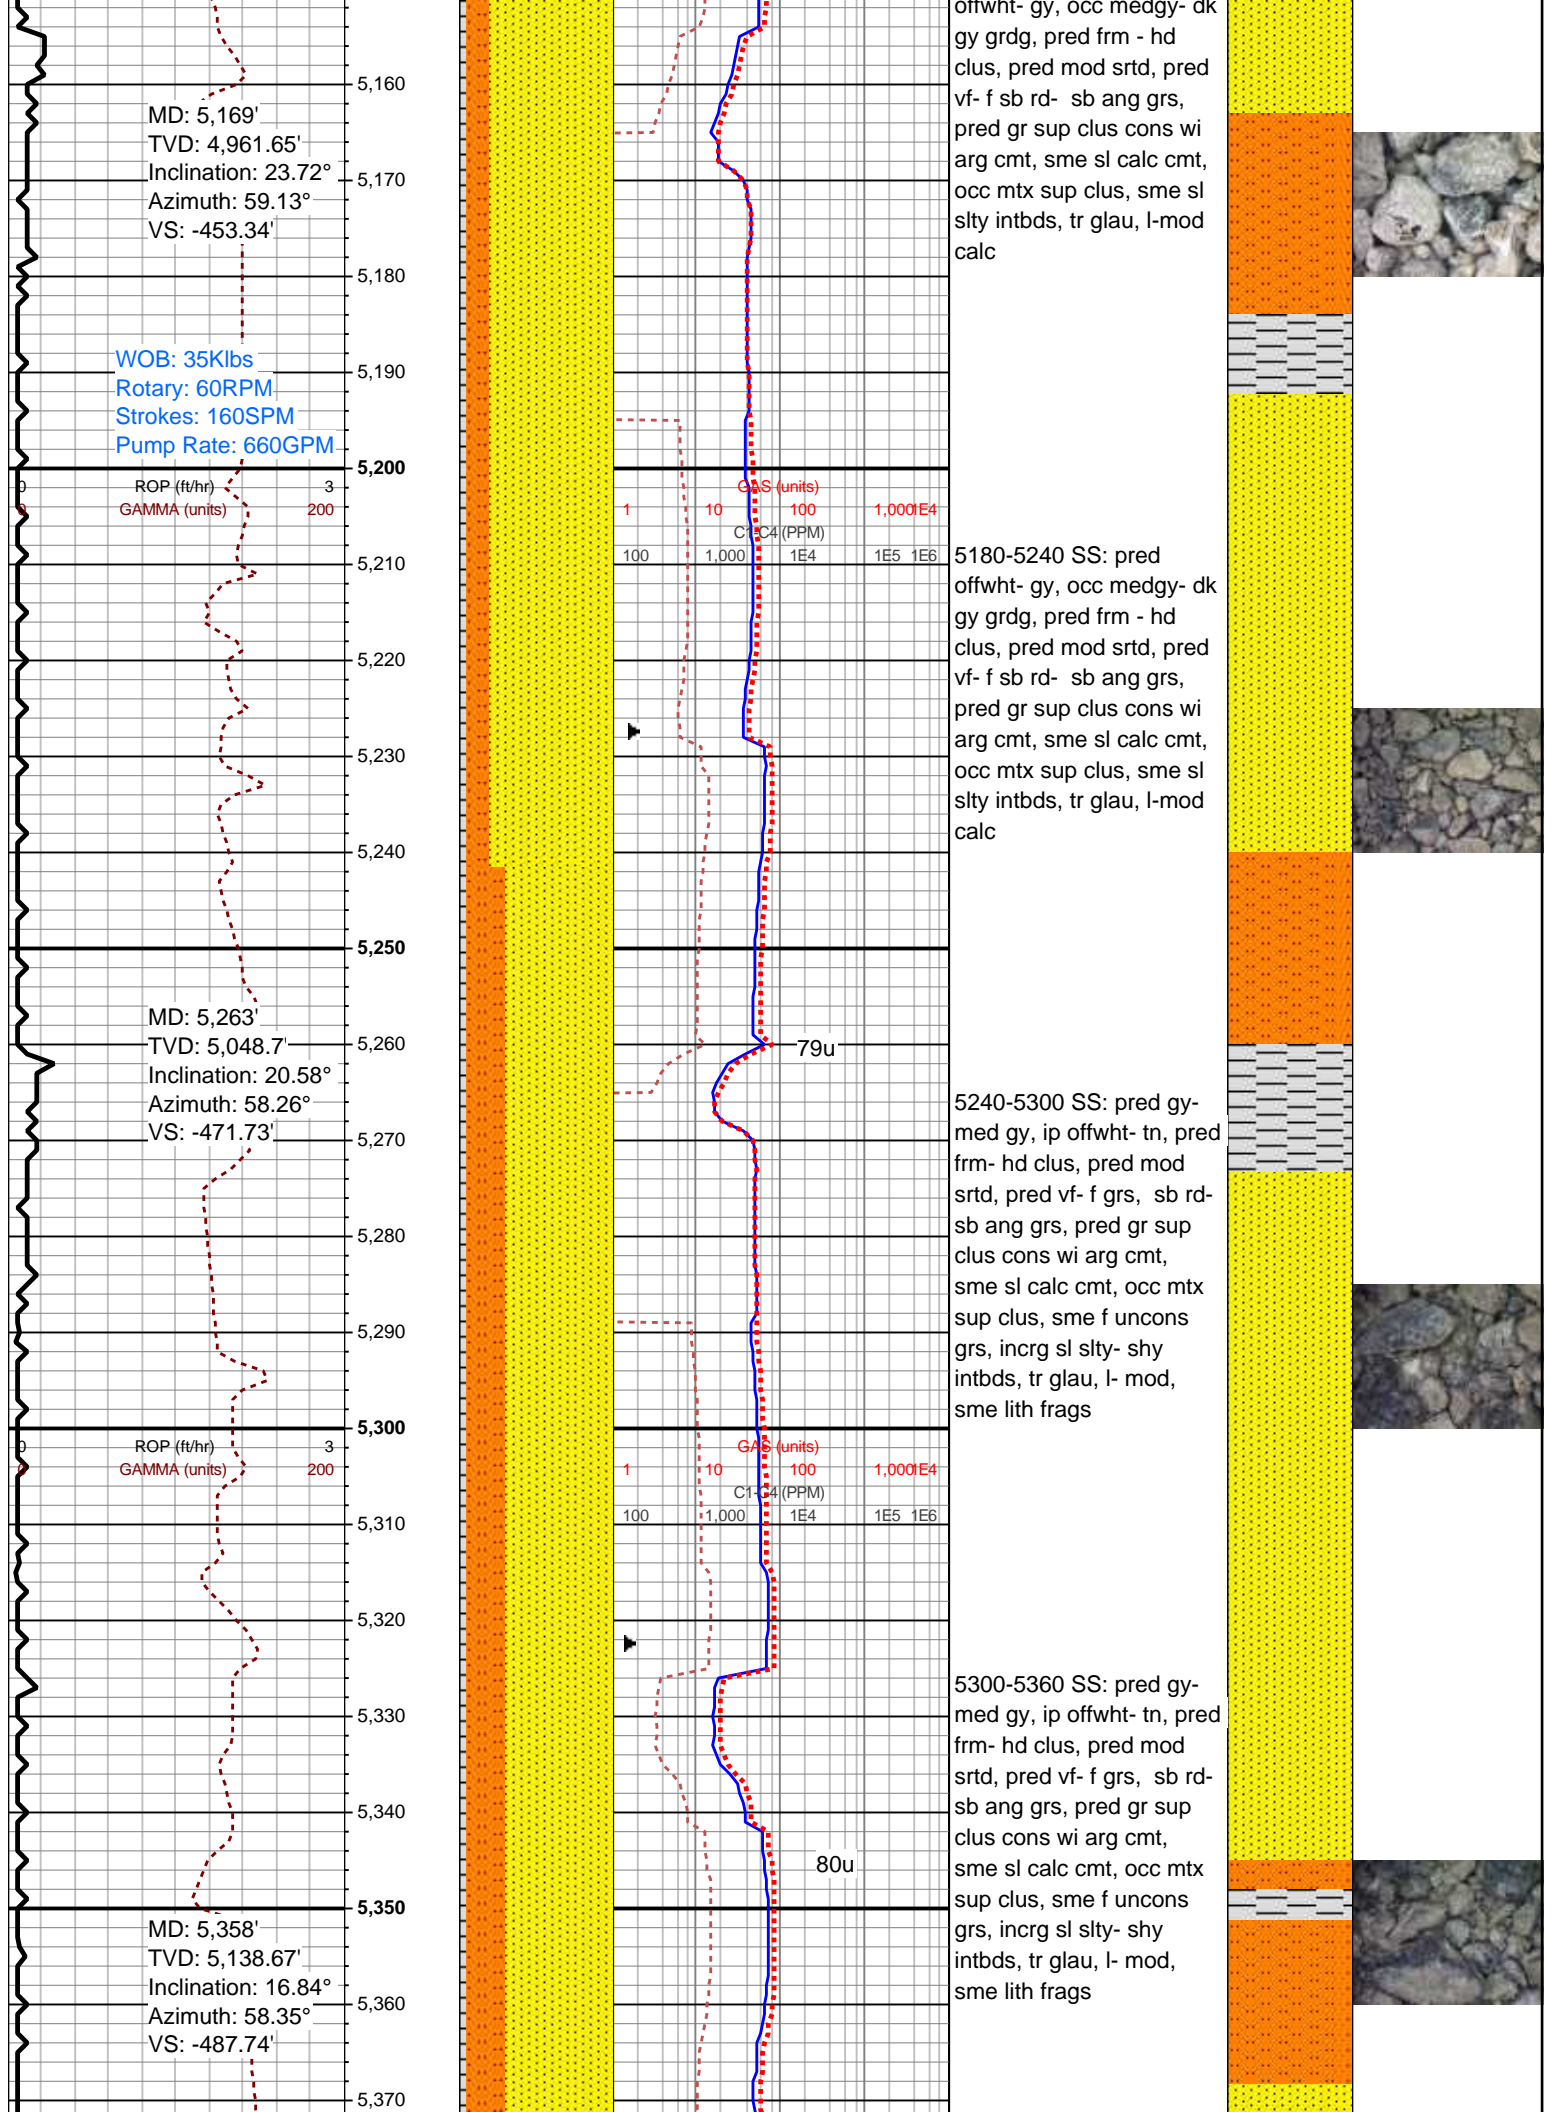 offwht- gy, occ medgy- dk
gy grdg, pred frm - hd
clus, pred mod srtd, pred
vf- f sb rd-  sb ang grs,
pred gr sup clus cons wi
arg cmt, sme sl calc cmt,
occ mtx sup clus, sme sl
slty intbds, tr glau, l-mod
calc
5,160
MD: 5,169'
TVD: 4,961.65'
Inclination: 23.72°
Azimuth: 59.13°
VS: -453.34'
5,170
5,180
WOB: 35Klbs
Rotary: 60RPM
Strokes: 160SPM
Pump Rate: 660GPM
5,190
5,200
0 ROP (ft/hr) 3
0 GAMMA (units) 200
GAS (units)
1 10 100 1,000 1E4
C1-C4 (PPM)
100 1,000 1E4 1E5 1E6
5,210
5180-5240 SS: pred
offwht- gy, occ medgy- dk
gy grdg, pred frm - hd
clus, pred mod srtd, pred
vf- f sb rd-  sb ang grs,
pred gr sup clus cons wi
arg cmt, sme sl calc cmt,
occ mtx sup clus, sme sl
slty intbds, tr glau, l-mod
calc
5,220
5,230
5,240
5,250
MD: 5,263'
TVD: 5,048.7'
Inclination: 20.58°
Azimuth: 58.26°
VS: -471.73'
5,260
79u
5,270
5240-5300 SS: pred gy-
med gy, ip offwht- tn, pred
frm- hd clus, pred mod
srtd, pred vf- f grs,  sb rd-
sb ang grs, pred gr sup
clus cons wi arg cmt,
sme sl calc cmt, occ mtx
sup clus, sme f uncons
grs, incrg sl slty- shy
intbds, tr glau, l- mod,
sme lith frags
5,280
5,290
5,300
0 ROP (ft/hr) 3
0 GAMMA (units) 200
GAS (units)
1 10 100 1,000 1E4
C1-C4 (PPM)
100 1,000 1E4 1E5 1E6
5,310
5,320
5,330
5300-5360 SS: pred gy-
med gy, ip offwht- tn, pred
frm- hd clus, pred mod
srtd, pred vf- f grs,  sb rd-
sb ang grs, pred gr sup
clus cons wi arg cmt,
sme sl calc cmt, occ mtx
sup clus, sme f uncons
grs, incrg sl slty- shy
intbds, tr glau, l- mod,
sme lith frags
5,340
80u
5,350
MD: 5,358'
TVD: 5,138.67'
Inclination: 16.84°
Azimuth: 58.35°
VS: -487.74'
5,360
5,370